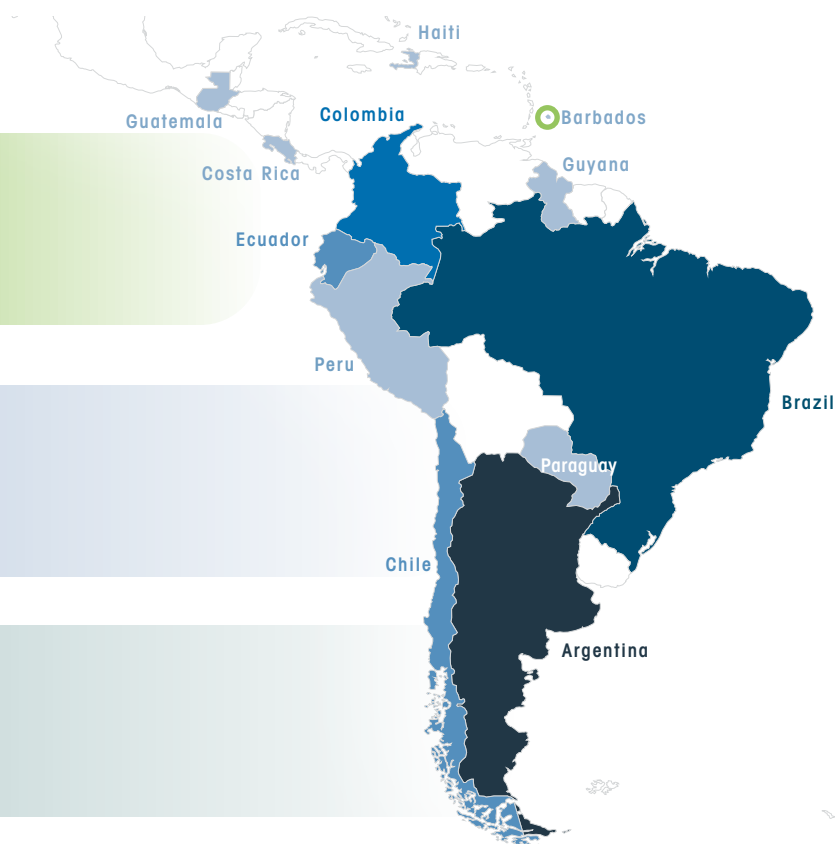 Haiti
Colombia
Barbados
Guatemala
Guyana
Costa Rica
Ecuador
Peru
Brazil
Paraguay
Chile
Argentina